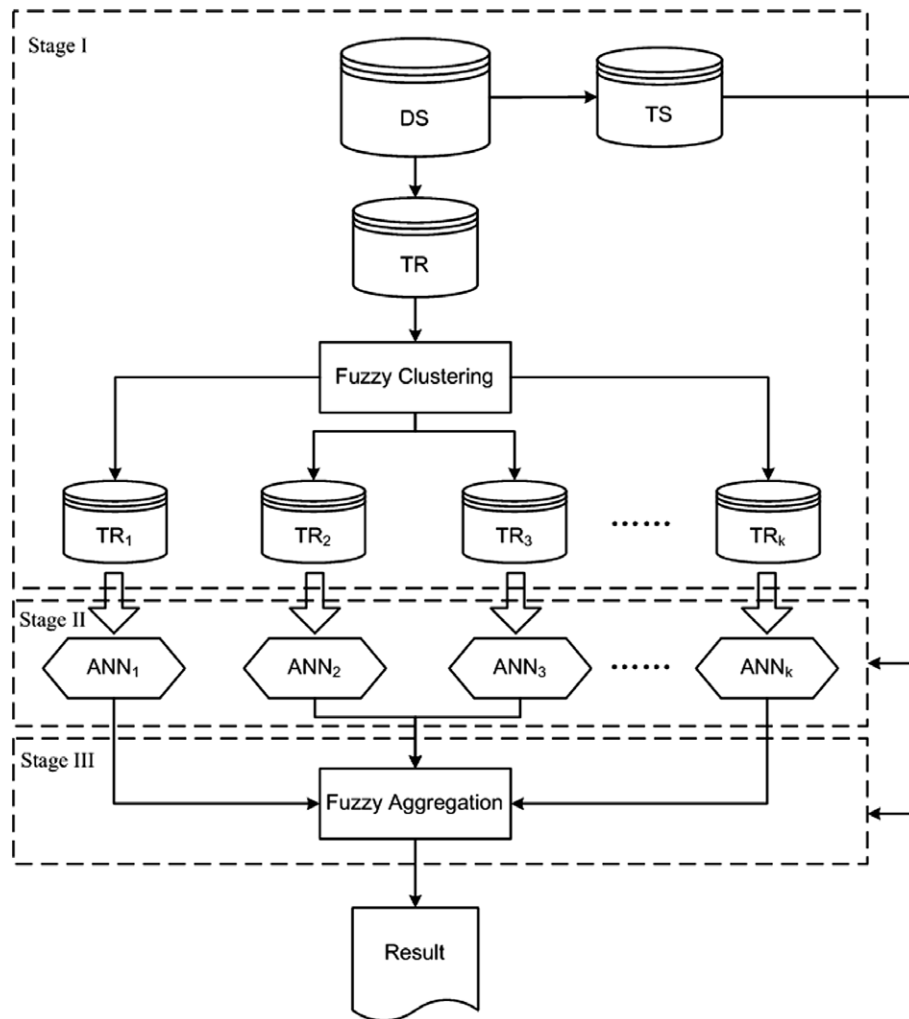 Stage I
DS
TS
TR
Fuzzy Clustering
TR₁
TR₂
TR₃
......
TRₖ
Stage II
ANN₁
ANN₂
ANN₃
......
ANNₖ
Stage III
Fuzzy Aggregation
Result